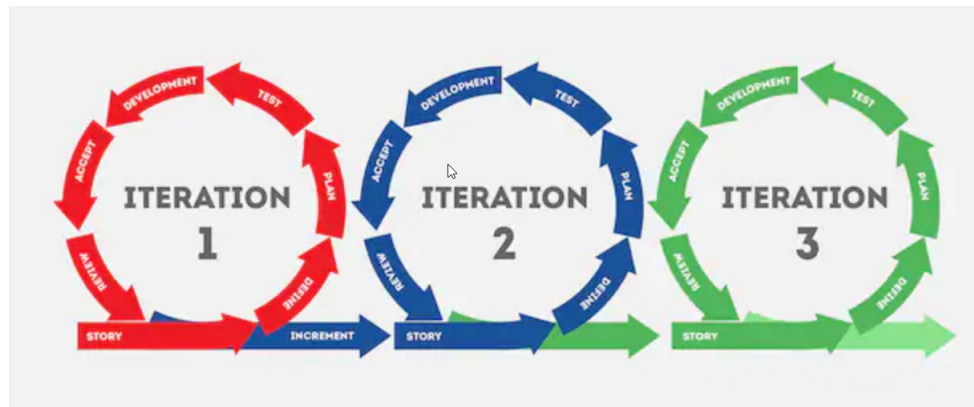 DEVELOPMENT
TEST
ACCEPT
PLAN
ITERATION
1
REVIEW
DEFINE
STORY
INCREMENT
DEVELOPMENT
TEST
ACCEPT
PLAN
ITERATION
2
REVIEW
DEFINE
STORY
DEVELOPMENT
TEST
ACCEPT
PLAN
ITERATION
3
REVIEW
DEFINE
STORY